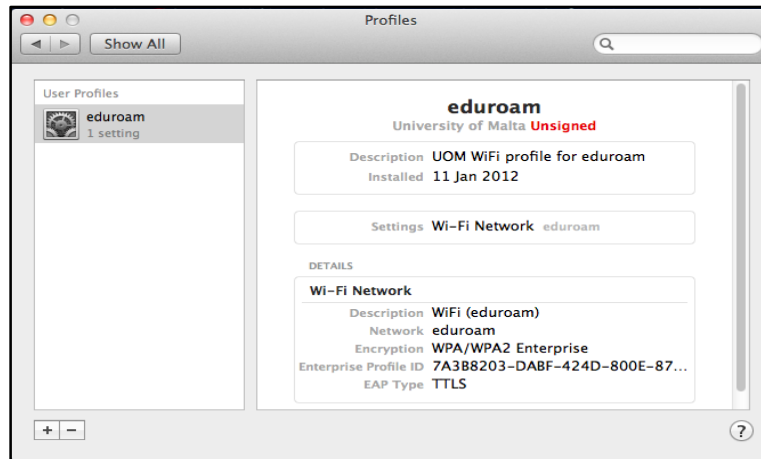 Profiles
Show All
User Profiles
eduroam
1 setting
eduroam
University of Malta Unsigned
Description UOM WiFi profile for eduroam
Installed 11 Jan 2012
Settings Wi-Fi Network eduroam
DETAILS
Wi-Fi Network
Description WiFi (eduroam)
Network eduroam
Encryption WPA/WPA2 Enterprise
Enterprise Profile ID 7A3B8203-DABF-424D-800E-87...
EAP Type TTLS
+ − ?